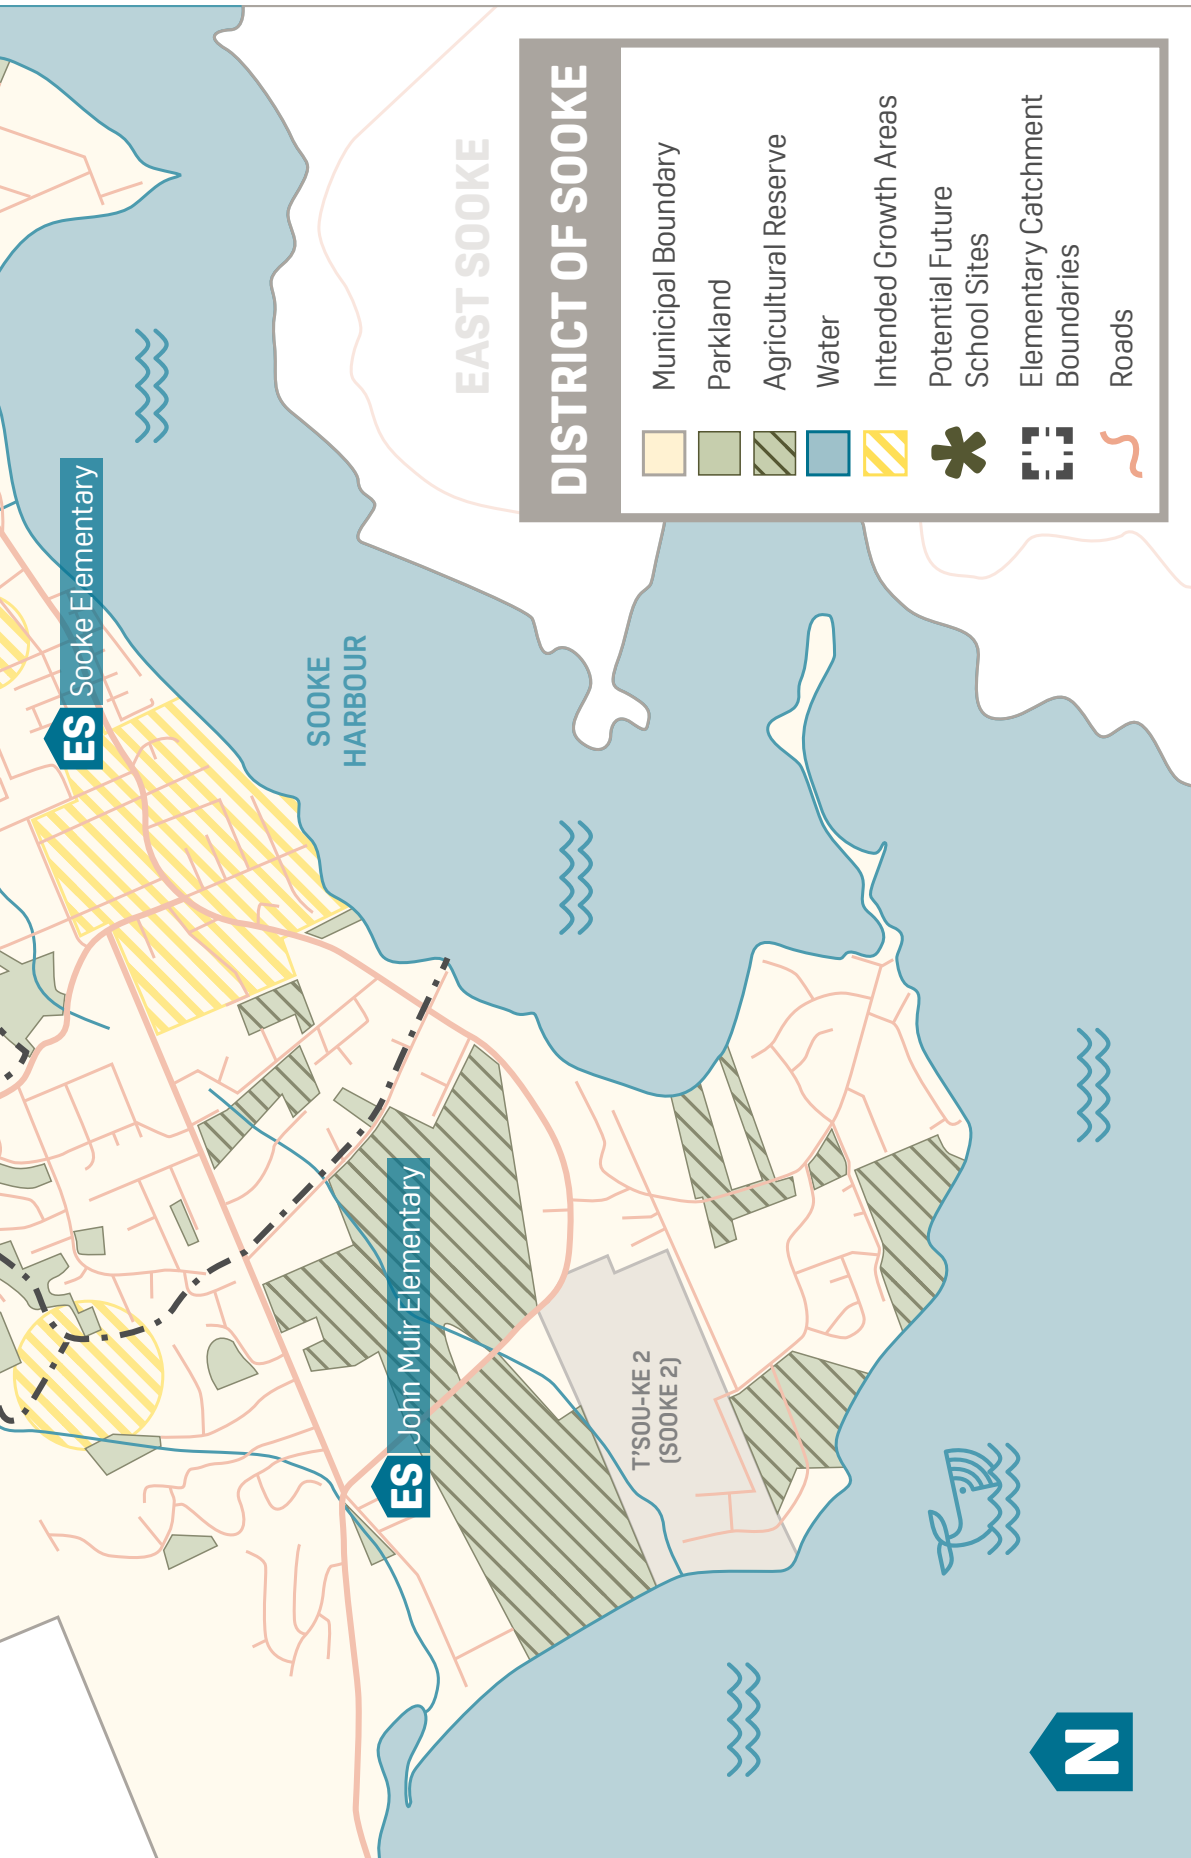 DISTRICT OF SOOKE
Municipal Boundary
Parkland
Agricultural Reserve
Water
Intended Growth Areas
Potential Future
School Sites
Elementary Catchment
Boundaries
Roads
EAST SOOKE
ES Sooke Elementary
SOOKE
HARBOUR
ES John Muir Elementary
T'SOU-KE 2
(SOOKE 2)
N